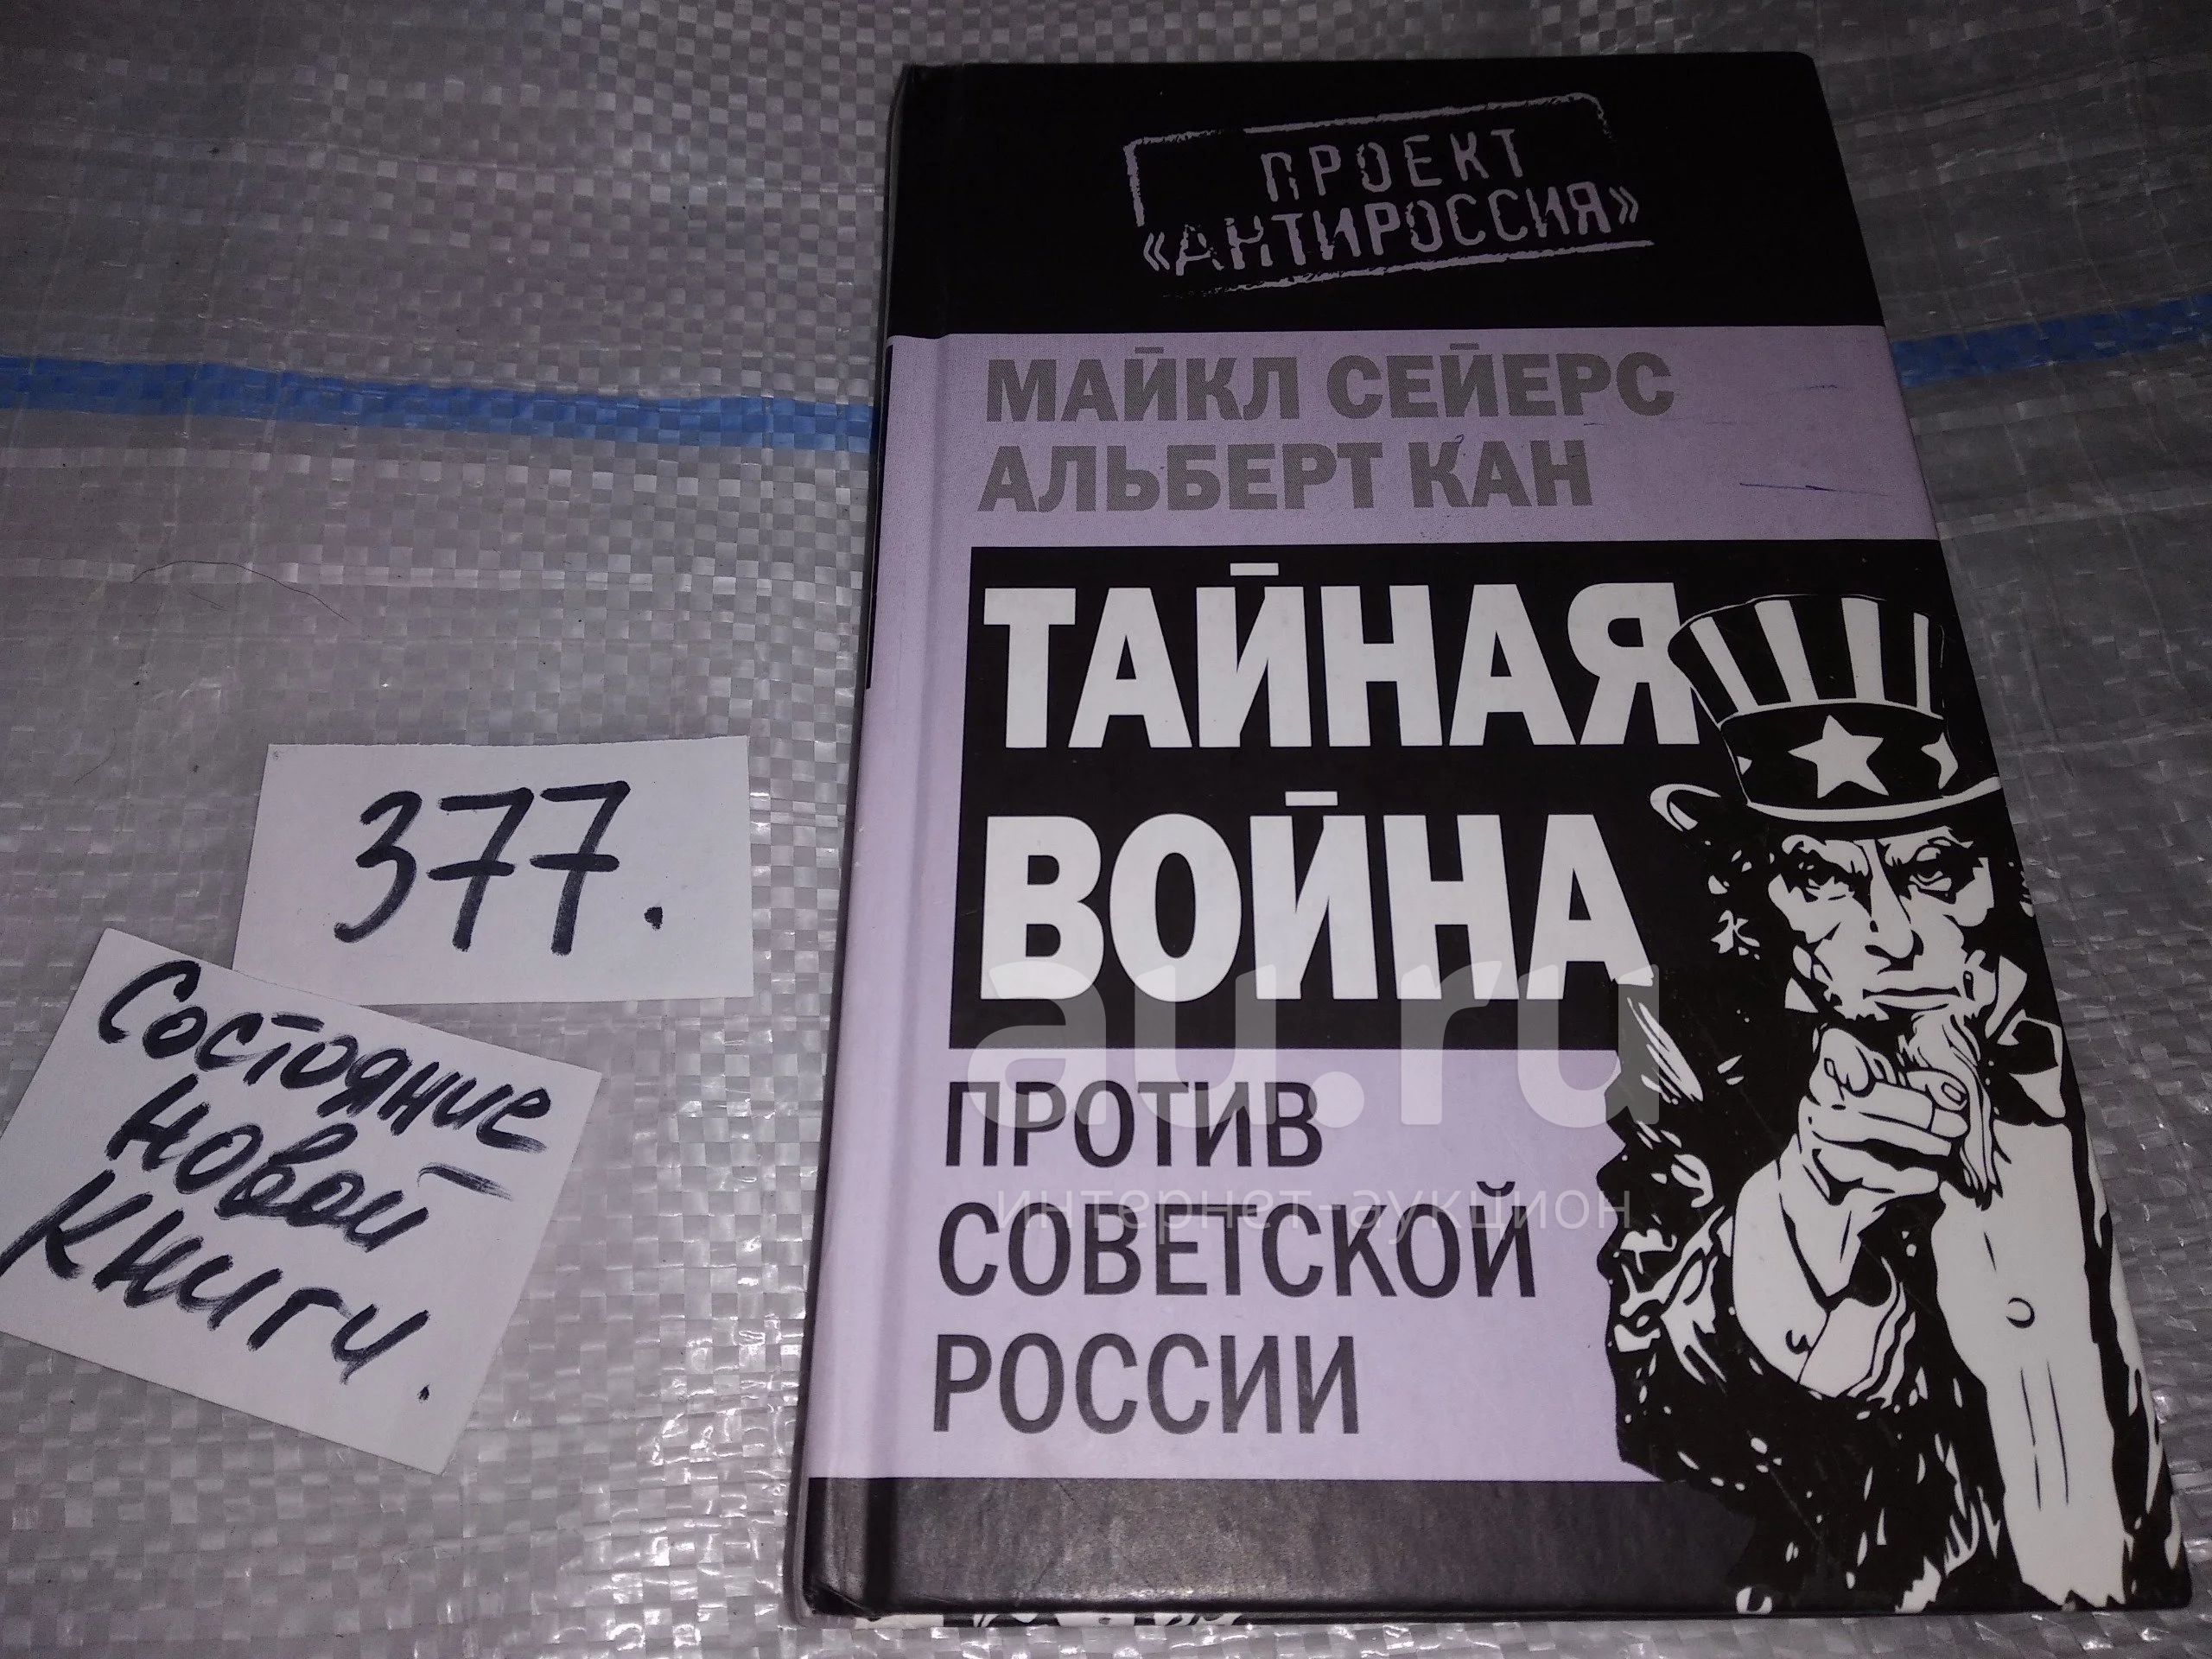 ПРОЕКТ
«АНТИРОССИЯ»
МАЙКЛ СЕЙЕРС
АЛЬБЕРТ КАН
ТАЙНАЯ
ВОЙНА
ПРОТИВ
СОВЕТСКОЙ
РОССИИ
377.
Состояние
новой
книги.
au.ru
интернет-аукцион